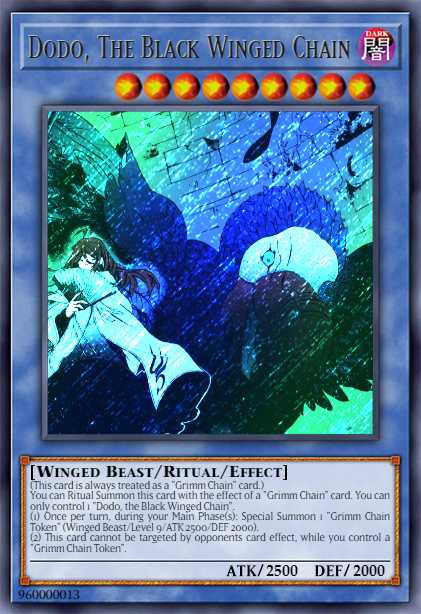 Dodo, The Black Winged Chain
DARK
闇
[Winged Beast/Ritual/Effect]
(This card is always treated as a "Grimm Chain" card.)
You can Ritual Summon this card with the effect of a "Grimm Chain" card. You can
only control 1 "Dodo, the Black Winged Chain".
(1) Once per turn, during your Main Phase(s): Special Summon 1 "Grimm Chain
Token" (Winged Beast/Level 9/ATK 2500/DEF 2000).
(2) This card cannot be targeted by opponents card effect, while you control a
"Grimm Chain Token".
ATK/2500 DEF/2000
960000013